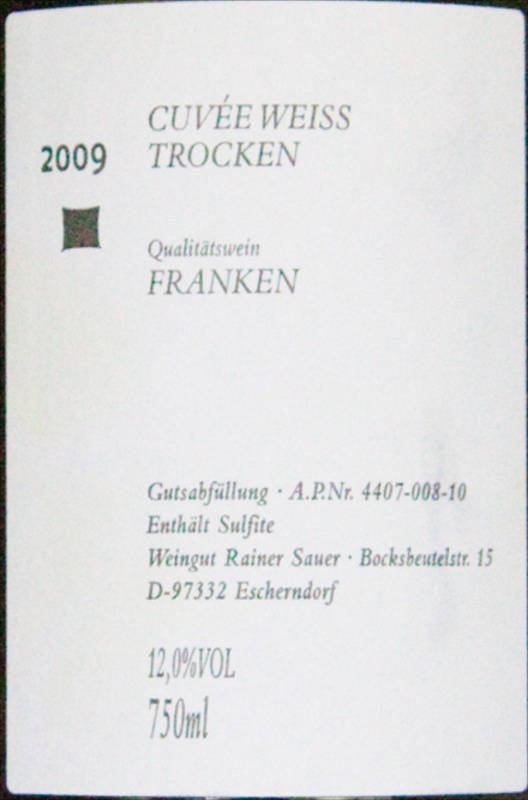 CUVÉE WEISS
2009 TROCKEN
Qualitätswein
FRANKEN
Gutsabfüllung · A.P.Nr. 4407-008-10
Enthält Sulfite
Weingut Rainer Sauer · Bocksbeutelstr. 15
D-97332 Escherndorf
12,0%VOL
750ml